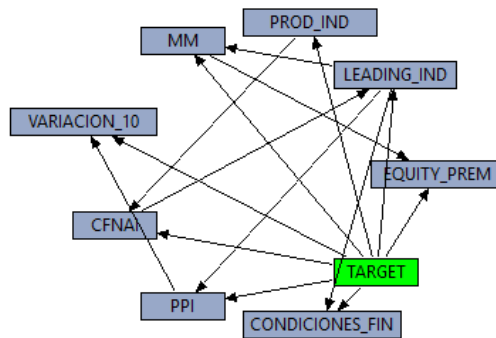 PROD_IND
MM
LEADING_IND
VARIACION_10
EQUITY_PREM
CFNAI
TARGET
PPI
CONDICIONES_FIN